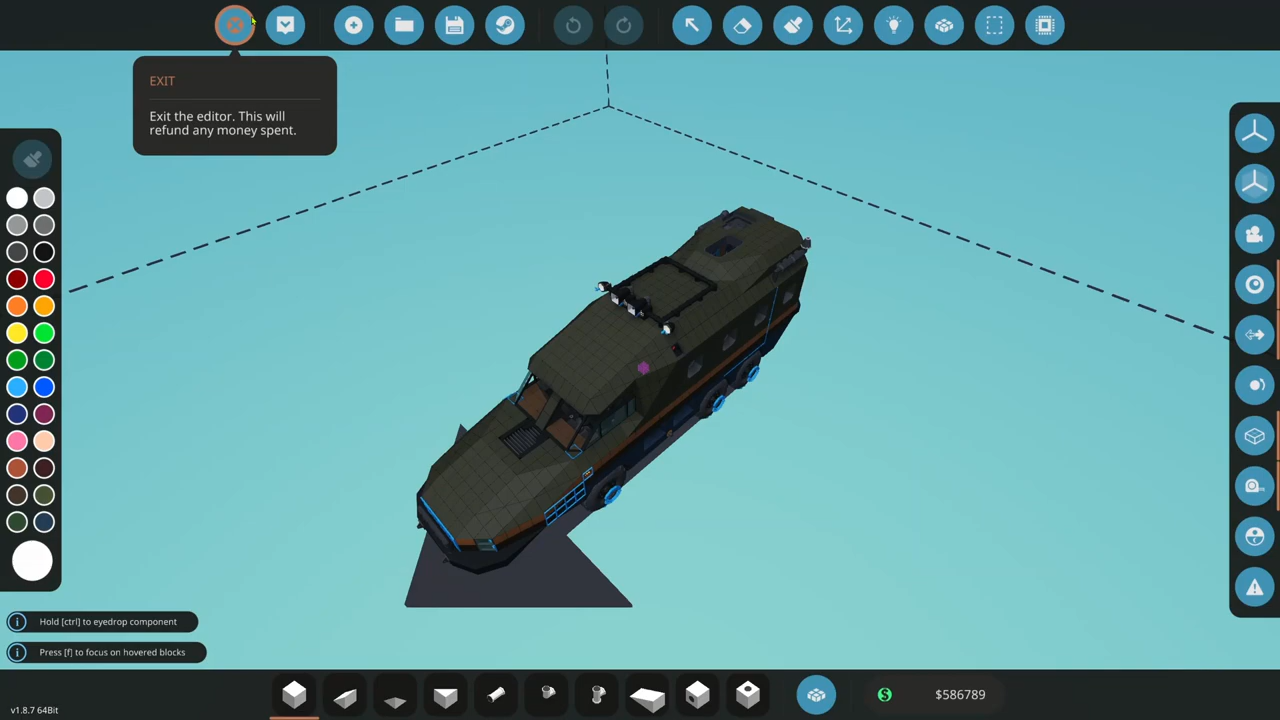 EXIT
Exit the editor. This will
refund any money spent.
Hold [ctrl] to eyedrop component
Press [f] to focus on hovered blocks
$586789
v1.8.7 64Bit